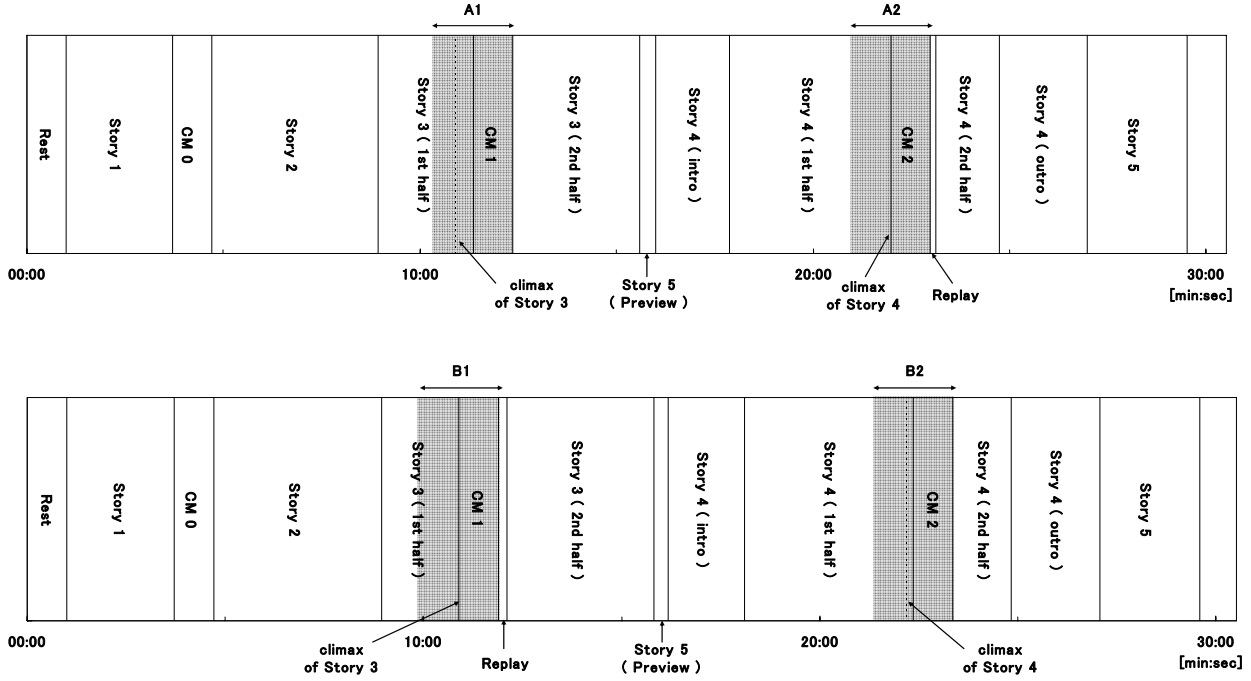 A1
A2
Rest
Story 1
CM 0
Story 2
Story 3 ( 1st half )
CM 1
Story 3 ( 2nd half )
Story 4 ( intro )
Story 4 ( 1st half )
CM 2
Story 4 ( 2nd half )
Story 4 ( outro )
Story 5
00:00
10:00
20:00
30:00
[min:sec]
climax
of Story 3
Story 5
( Preview )
climax
of Story 4
Replay
B1
B2
Rest
Story 1
CM 0
Story 2
Story 3 ( 1st half )
CM 1
Story 3 ( 2nd half )
Story 4 ( intro )
Story 4 ( 1st half )
CM 2
Story 4 ( 2nd half )
Story 4 ( outro )
Story 5
00:00
10:00
20:00
30:00
[min:sec]
climax
of Story 3
Replay
Story 5
( Preview )
climax
of Story 4